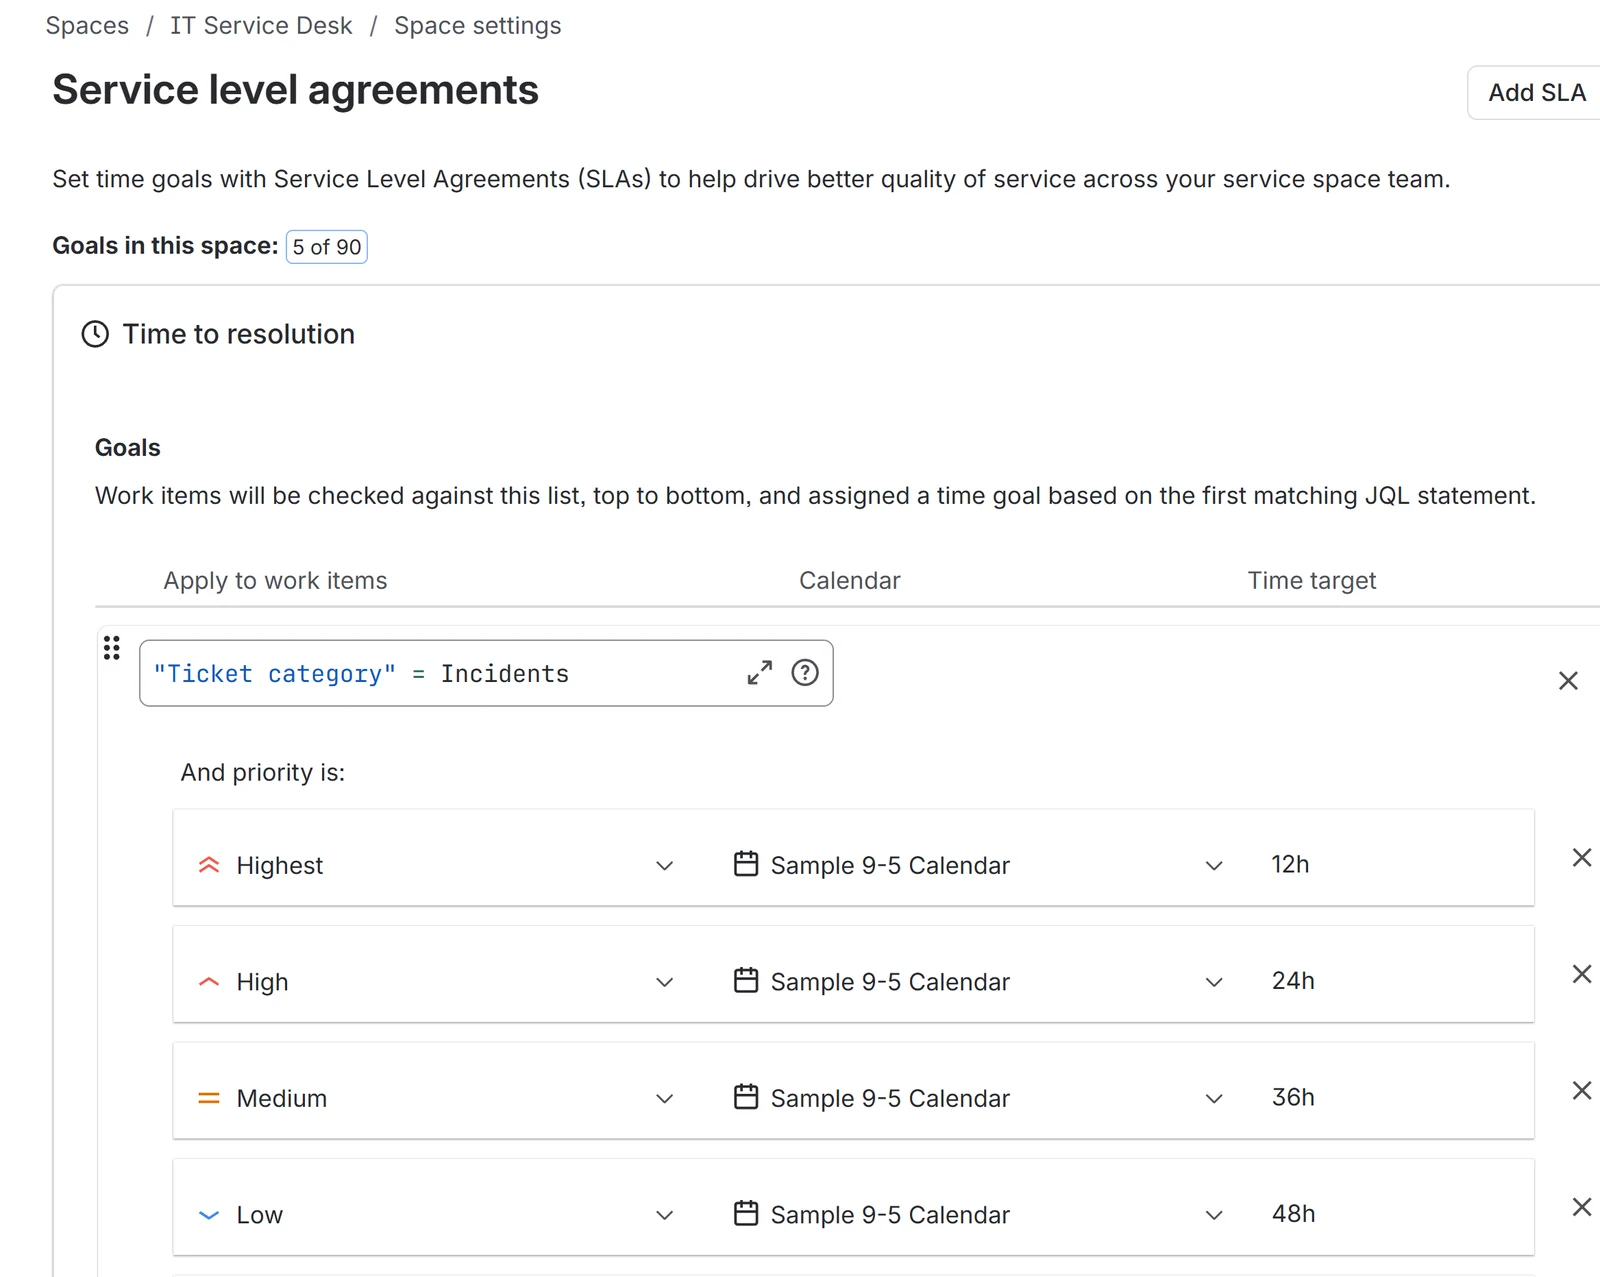 Spaces / IT Service Desk / Space settings
Service level agreements
Add SLA
Set time goals with Service Level Agreements (SLAs) to help drive better quality of service across your service space team.
Goals in this space: 5 of 90
Time to resolution
Goals
Work items will be checked against this list, top to bottom, and assigned a time goal based on the first matching JQL statement.
Apply to work items Calendar Time target
"Ticket category" = Incidents
And priority is:
Highest Sample 9-5 Calendar 12h
High Sample 9-5 Calendar 24h
Medium Sample 9-5 Calendar 36h
Low Sample 9-5 Calendar 48h